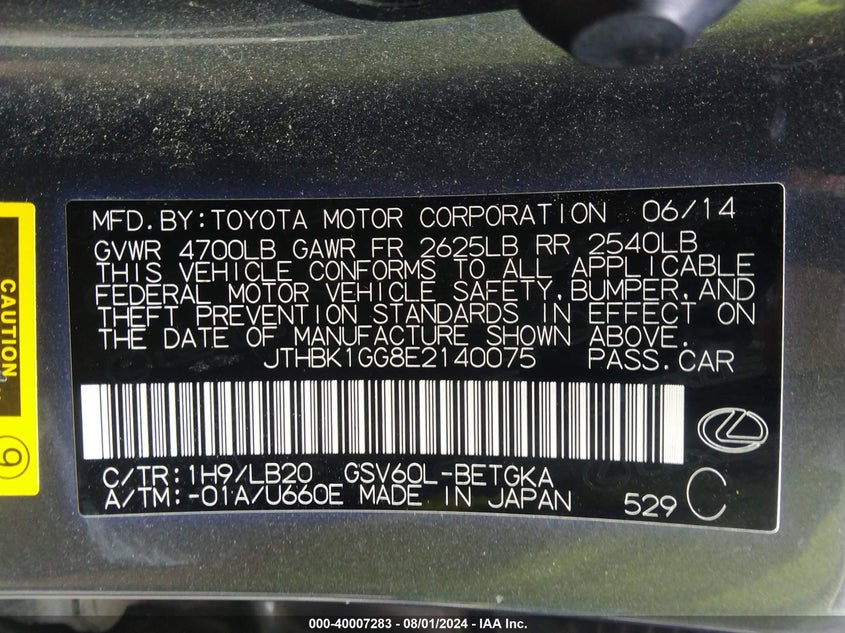 MFD.BY:TOYOTA MOTOR CORPORATION 06/14
GVWR 4700LB GAWR FR 2625LB RR 2540LB
THIS VEHICLE CONFORMS TO ALL APPLICABLE
FEDERAL MOTOR VEHICLE SAFETY,BUMPER,AND
THEFT PREVENTION STANDARDS IN EFFECT ON
THE DATE OF MANUFACTURE SHOWN ABOVE.
JTHBK1GG8E2140075 PASS.CAR
C/TR:1H9/LB20 GSV60L-BETGKA
A/TM:-01A/U660E MADE IN JAPAN 529 C
CAUTION
9
000-40007283 - 08/01/2024 - IAA Inc.